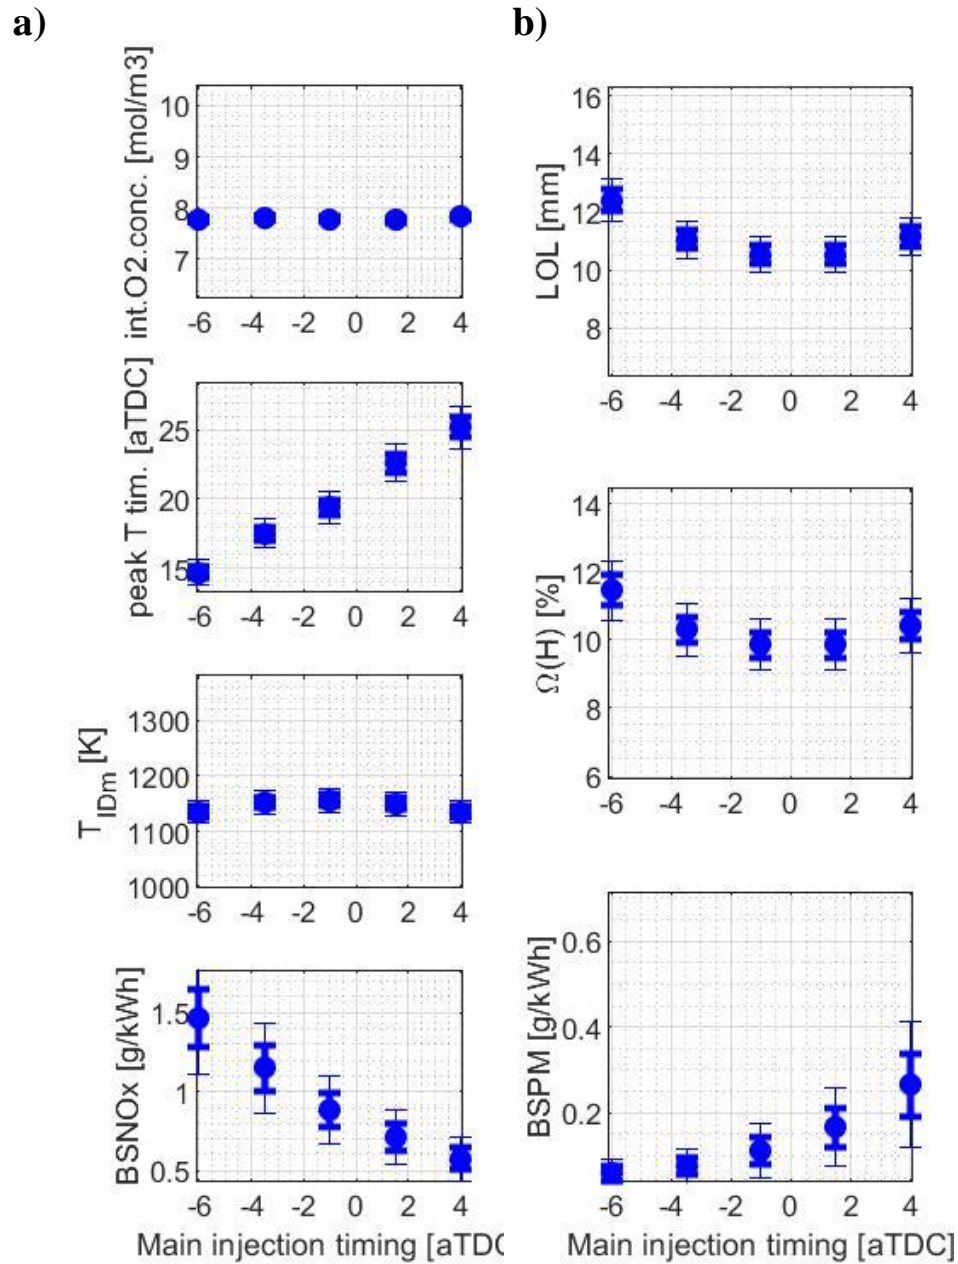 a)
int.O2.conc. [mol/m3]
10
9
8
7
-6 -4 -2 0 2 4
peak T tim. [aTDC]
25
20
15
-6 -4 -2 0 2 4
T_IDm [K]
1300
1200
1100
1000
-6 -4 -2 0 2 4
BSNOx [g/kWh]
1.5
1
0.5
-6 -4 -2 0 2 4
Main injection timing [aTDC
b)
LOL [mm]
16
14
12
10
8
-6 -4 -2 0 2 4
Ω(H) [%]
14
12
10
8
6
-6 -4 -2 0 2 4
BSPM [g/kWh]
0.6
0.4
0.2
-6 -4 -2 0 2 4
Main injection timing [aTDC]